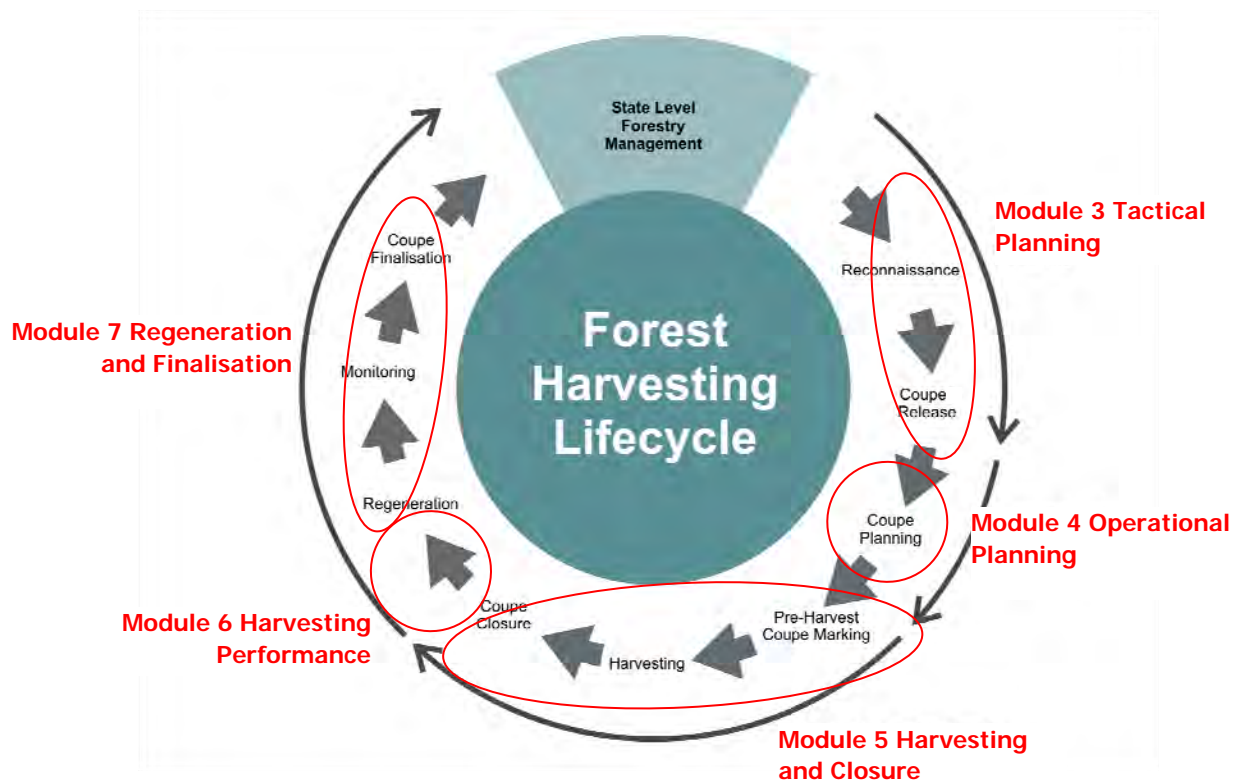 State Level
Forestry
Management
Module 3 Tactical
Planning
Reconnaissance
Coupe
Release
Coupe
Planning
Module 4 Operational
Planning
Pre-Harvest
Coupe Marking
Harvesting
Module 5 Harvesting
and Closure
Coupe
Closure
Module 6 Harvesting
Performance
Regeneration
Monitoring
Module 7 Regeneration
and Finalisation
Coupe
Finalisation
Forest
Harvesting
Lifecycle